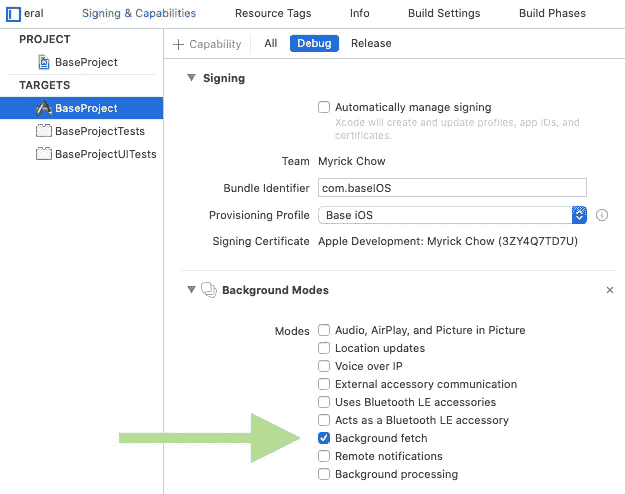 eral Signing & Capabilities Resource Tags Info Build Settings Build Phases
PROJECT
BaseProject
TARGETS
BaseProject
BaseProjectTests
BaseProjectUITests
+ Capability All Debug Release
Signing
Automatically manage signing
Xcode will create and update profiles, app IDs, and
certificates.
Team Myrick Chow
Bundle Identifier com.baseIOS
Provisioning Profile Base iOS
Signing Certificate Apple Development: Myrick Chow (3ZY4Q7TD7U)
Background Modes
Modes Audio, AirPlay, and Picture in Picture
Location updates
Voice over IP
External accessory communication
Uses Bluetooth LE accessories
Acts as a Bluetooth LE accessory
Background fetch
Remote notifications
Background processing